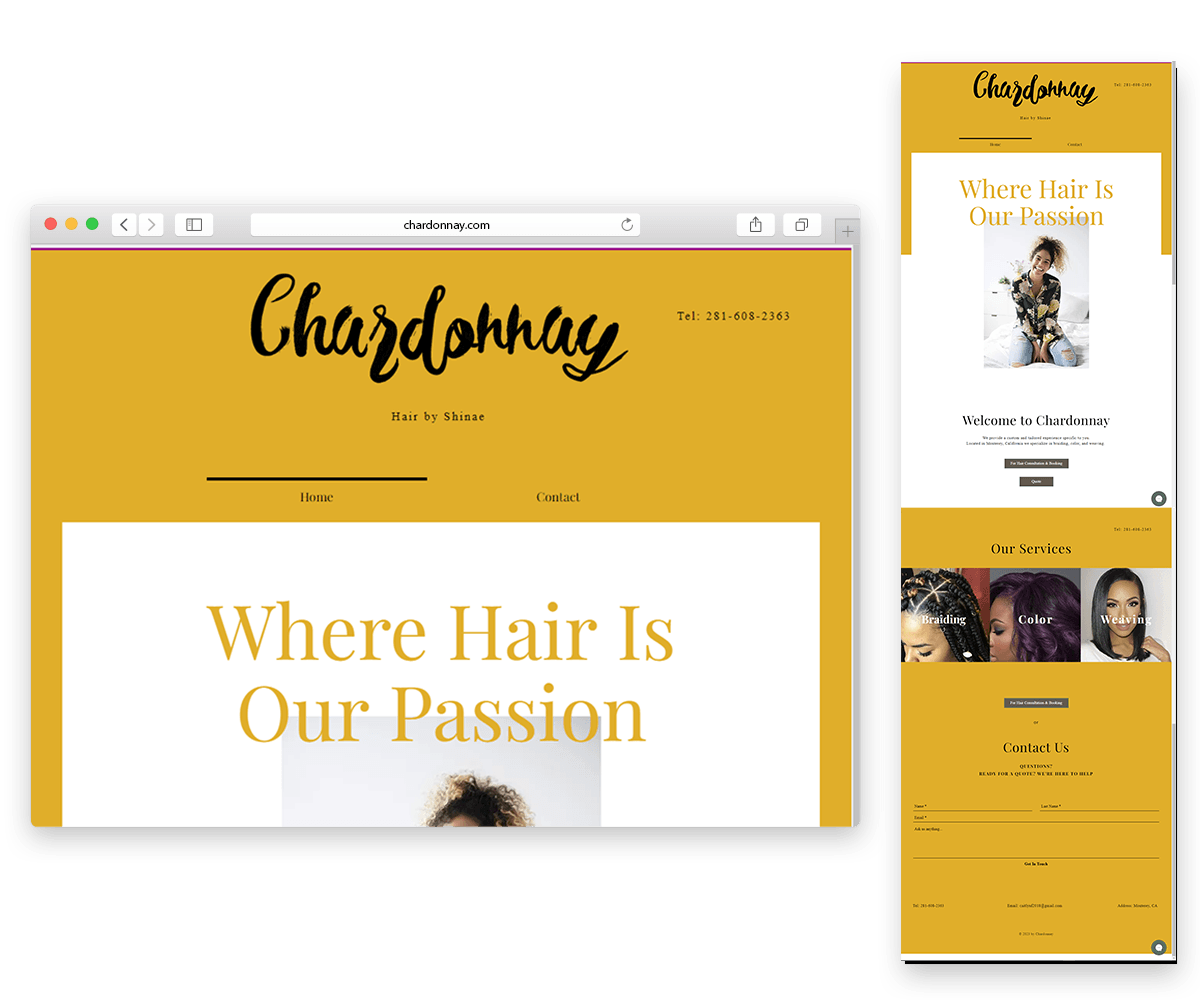 chardonnay.com
Chardonnay
Tel: 281-608-2363
Hair by Shinae
Home
Contact
Where Hair Is
Our Passion
Chardonnay
Tel: 281-608-2363
Hair by Shinae
Home
Contact
Where Hair Is
Our Passion
Welcome to Chardonnay
We provide a custom and tailored experience specific to you.
Located in Monterey, California we specialize in braiding, color, and weaving
For Hair Consultation & Booking
Quote
Tel: 281-608-2363
Our Services
Braiding
Color
Weaving
For Hair Consultation & Booking
or
Contact Us
QUESTIONS?
READY FOR A QUOTE? WE'RE HERE TO HELP
Name *
Last Name *
Email *
Ask us anything...
Get In Touch
Tel: 281-608-2363
Email:
Address: Monterey, CA
by Chardonnay